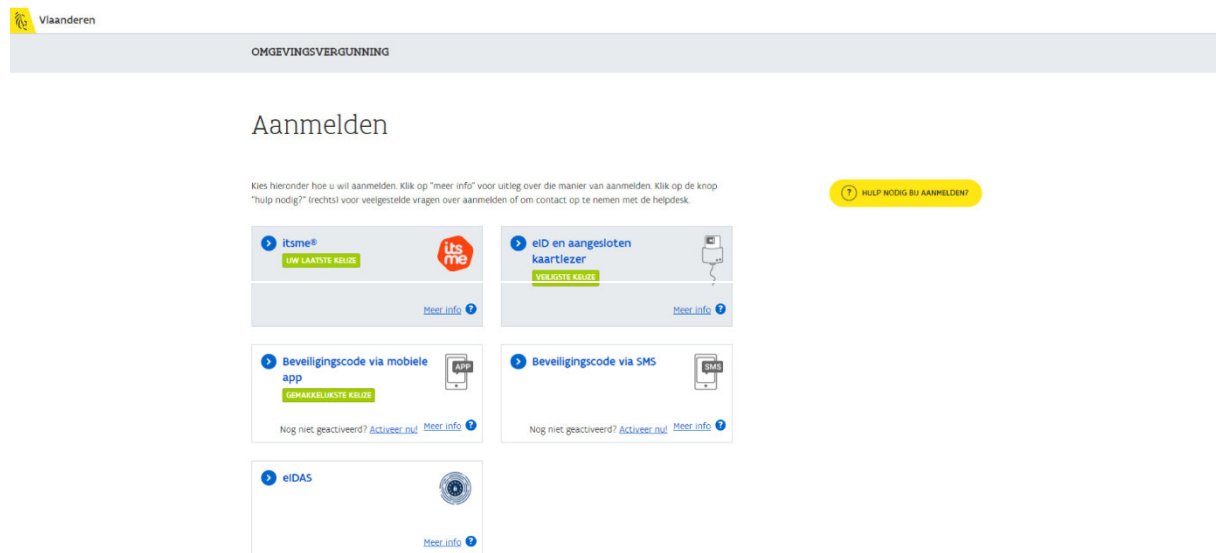 Vlaanderen
OMGEVINGSVERGUNNING
Aanmelden
Kies hieronder hoe u wil aanmelden. Klik op "meer info" voor uitleg over die manier van aanmelden. Klik op de knop
"hulp nodig?" (rechts) voor veelgestelde vragen over aanmelden of om contact op te nemen met de helpdesk.
? HULP NODIG BIJ AANMELDEN?
itsme®
UW LAATSTE KEUZE
its
me
Meer info ?
eID en aangesloten
kaartlezer
VEILIGSTE KEUZE
Meer info ?
Beveiligingscode via mobiele
app
GEMAKKELIJKSTE KEUZE
APP
Nog niet geactiveerd? Activeer nu! Meer info ?
Beveiligingscode via SMS
SMS
Nog niet geactiveerd? Activeer nu! Meer info ?
eIDAS
Meer info ?